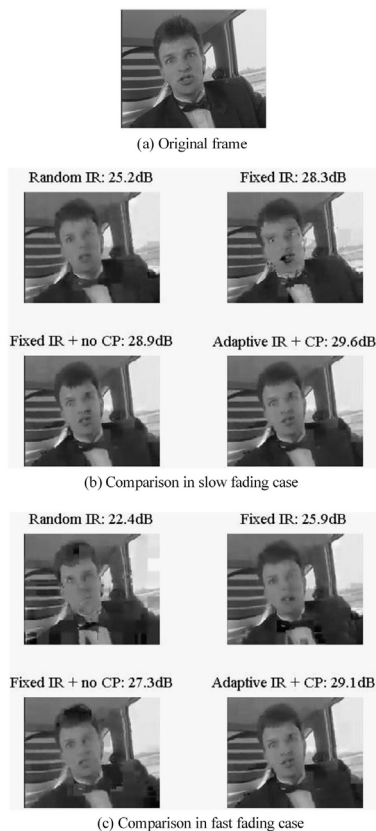 (a) Original frame
Random IR: 25.2dB
Fixed IR: 28.3dB
Fixed IR + no CP: 28.9dB
Adaptive IR + CP: 29.6dB
(b) Comparison in slow fading case
Random IR: 22.4dB
Fixed IR: 25.9dB
Fixed IR + no CP: 27.3dB
Adaptive IR + CP: 29.1dB
(c) Comparison in fast fading case